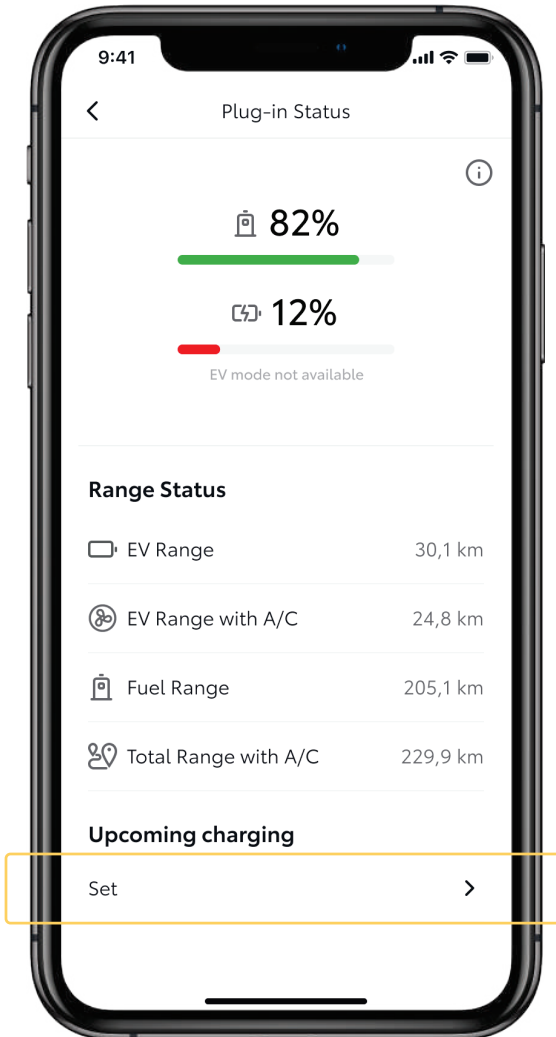 9:41
Plug-in Status
82%
12%
EV mode not available
Range Status
EV Range 30,1 km
EV Range with A/C 24,8 km
Fuel Range 205,1 km
Total Range with A/C 229,9 km
Upcoming charging
Set